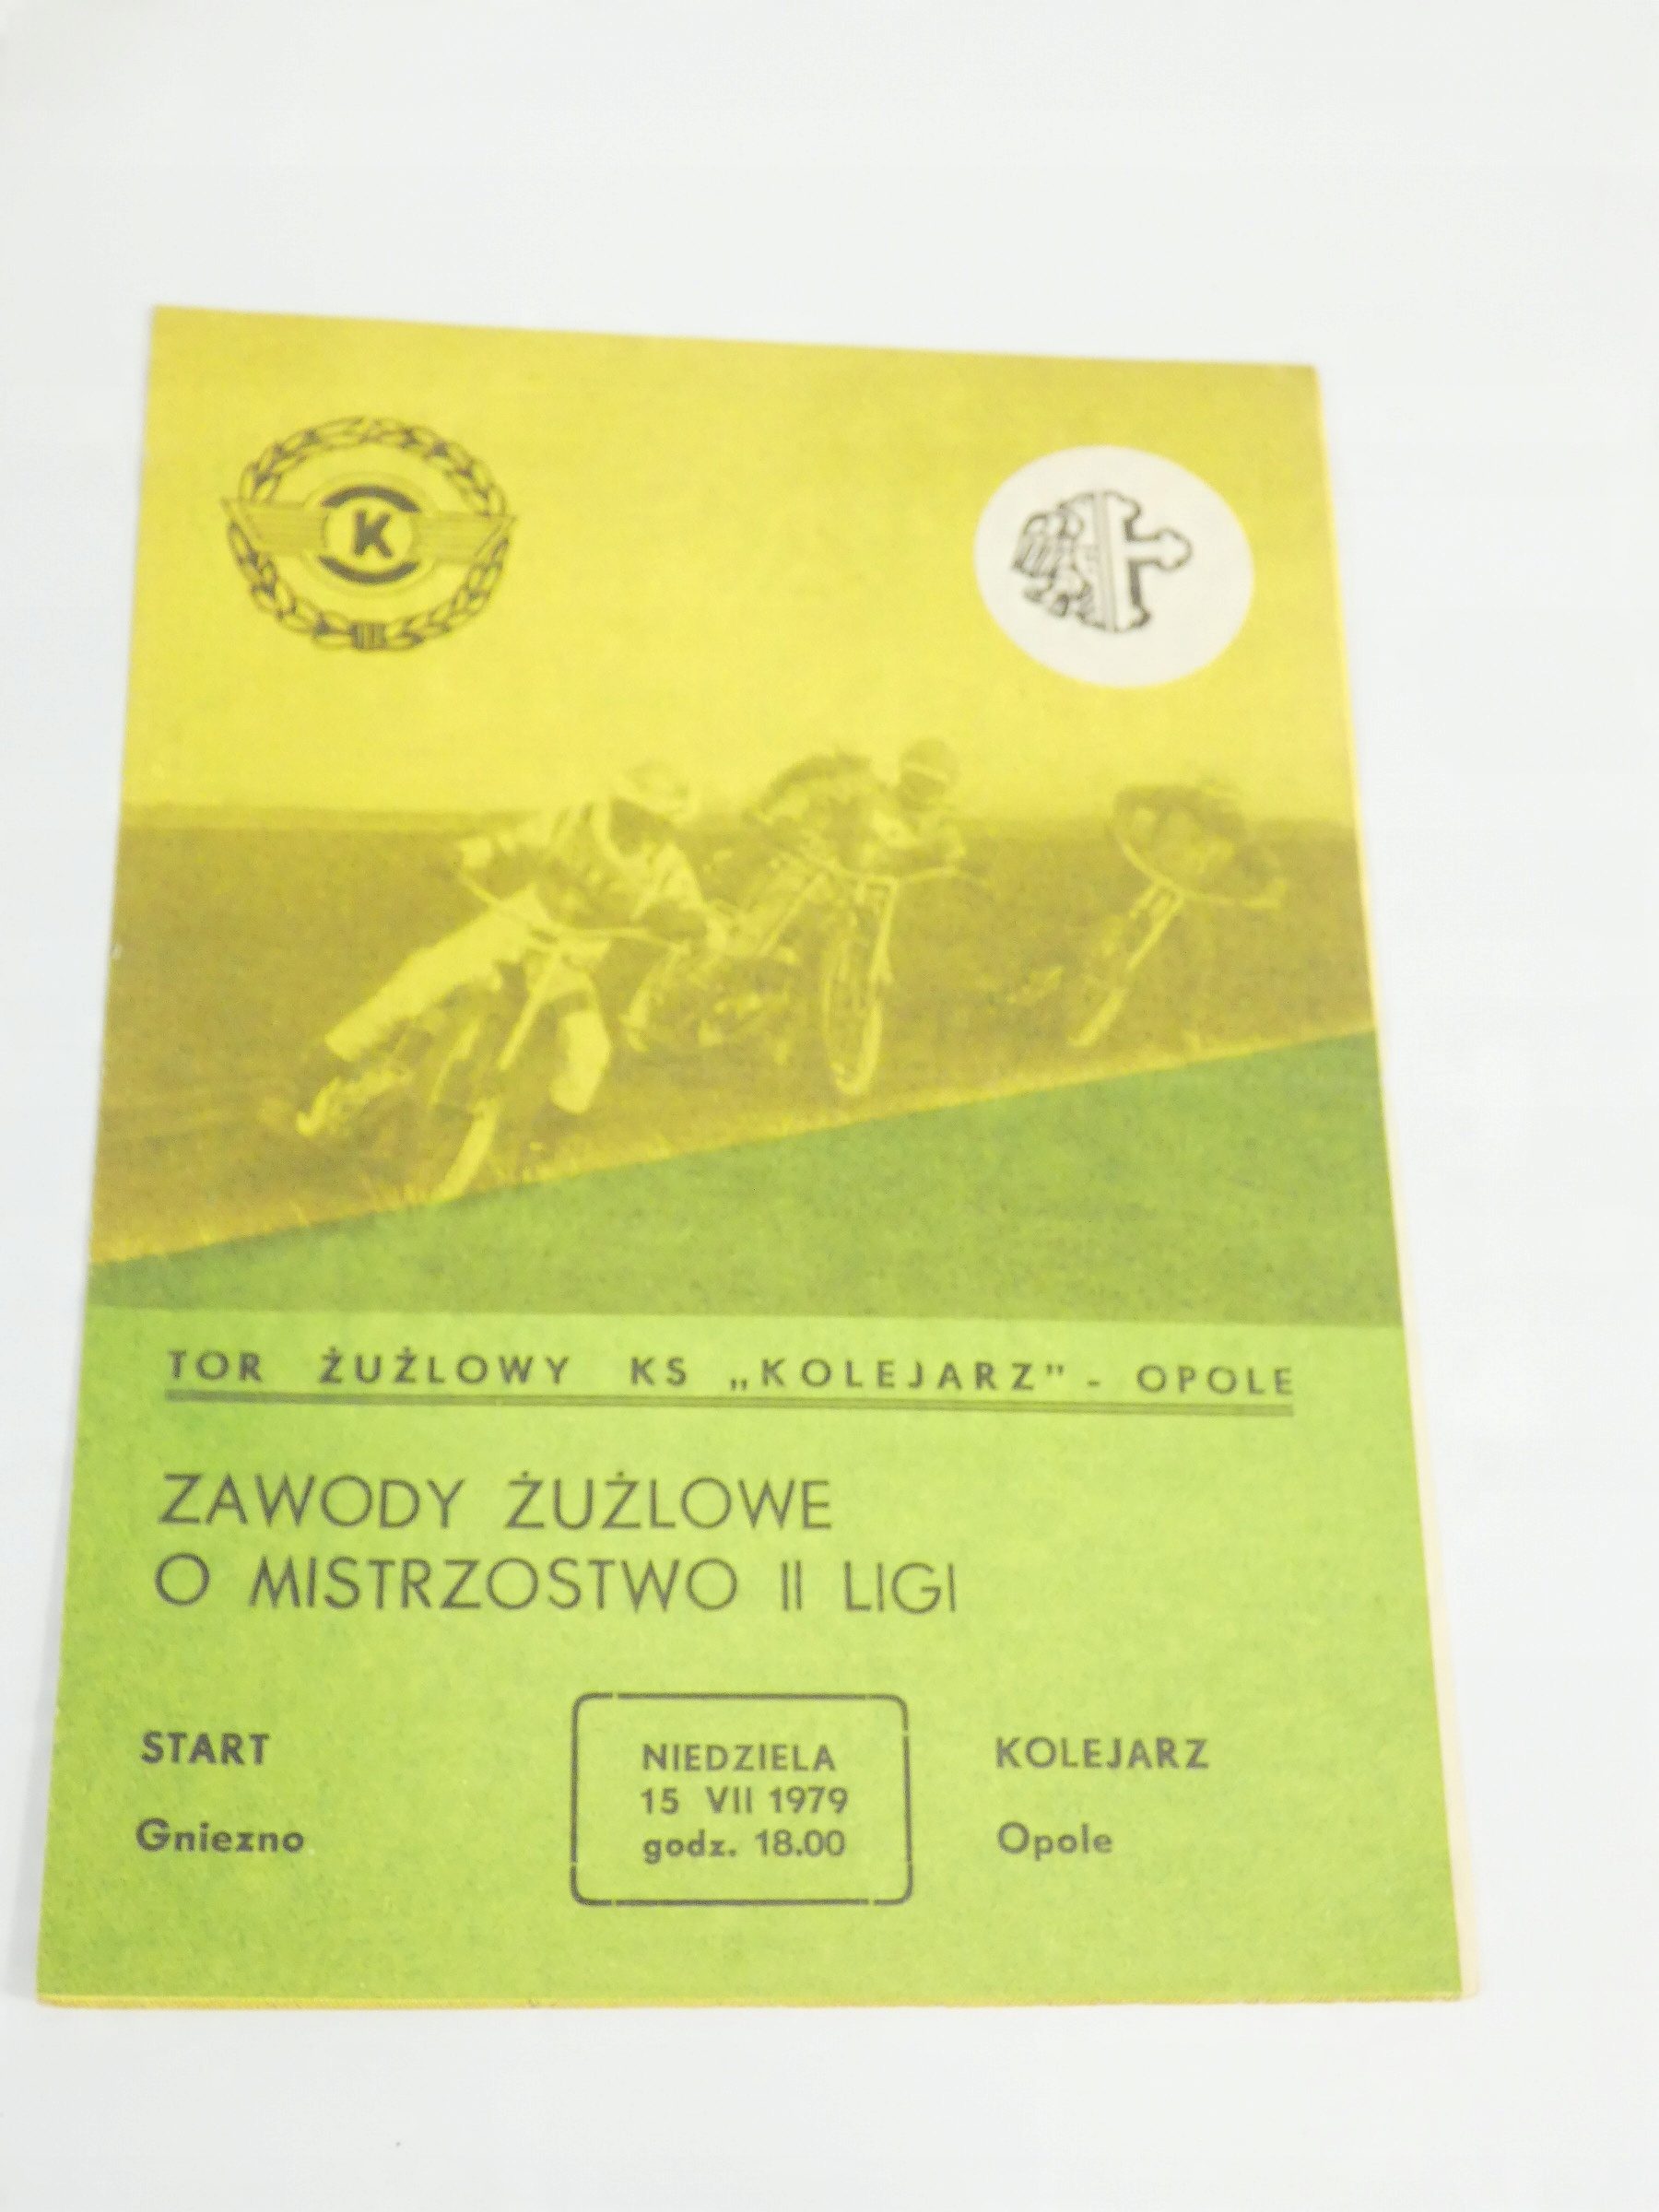 K
TOR ŻUŻLOWY KS „KOLEJARZ” - OPOLE
ZAWODY ŻUŻLOWE
O MISTRZOSTWO II LIGI
START
Gniezno
NIEDZIELA
15 VII 1979
godz. 18.00
KOLEJARZ
Opole